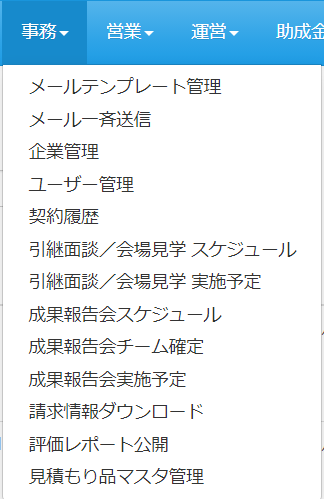 事務 営業 運営 助成金
メールテンプレート管理
メール一斉送信
企業管理
ユーザー管理
契約履歴
引継面談／会場見学 スケジュール
引継面談／会場見学 実施予定
成果報告会スケジュール
成果報告会チーム確定
成果報告会実施予定
請求情報ダウンロード
評価レポート公開
見積もり品マスタ管理